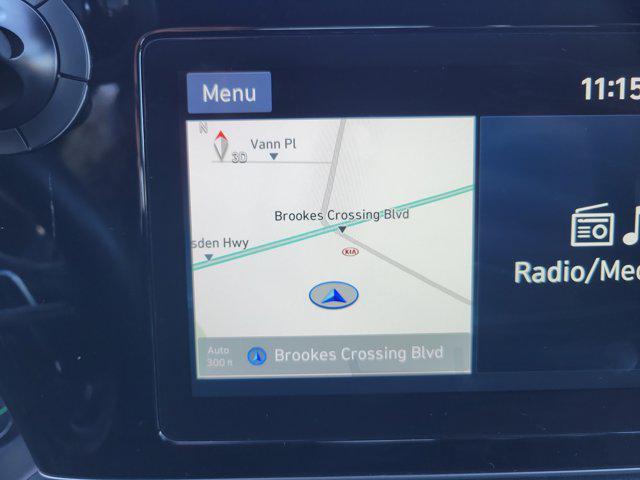 Menu
11:15
N
3D
Vann Pl
Brookes Crossing Blvd
sden Hwy
KIA
Radio/Med
Auto
300 ft
Brookes Crossing Blvd